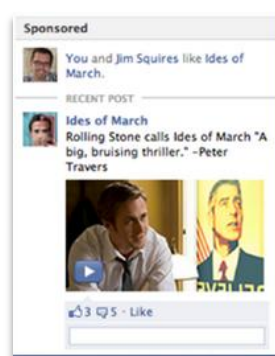 Sponsored
You and Jim Squires like Ides of
March.
RECENT POST
Ides of March
Rolling Stone calls Ides of March "A
big, bruising thriller." -Peter
Travers
3 5 · Like